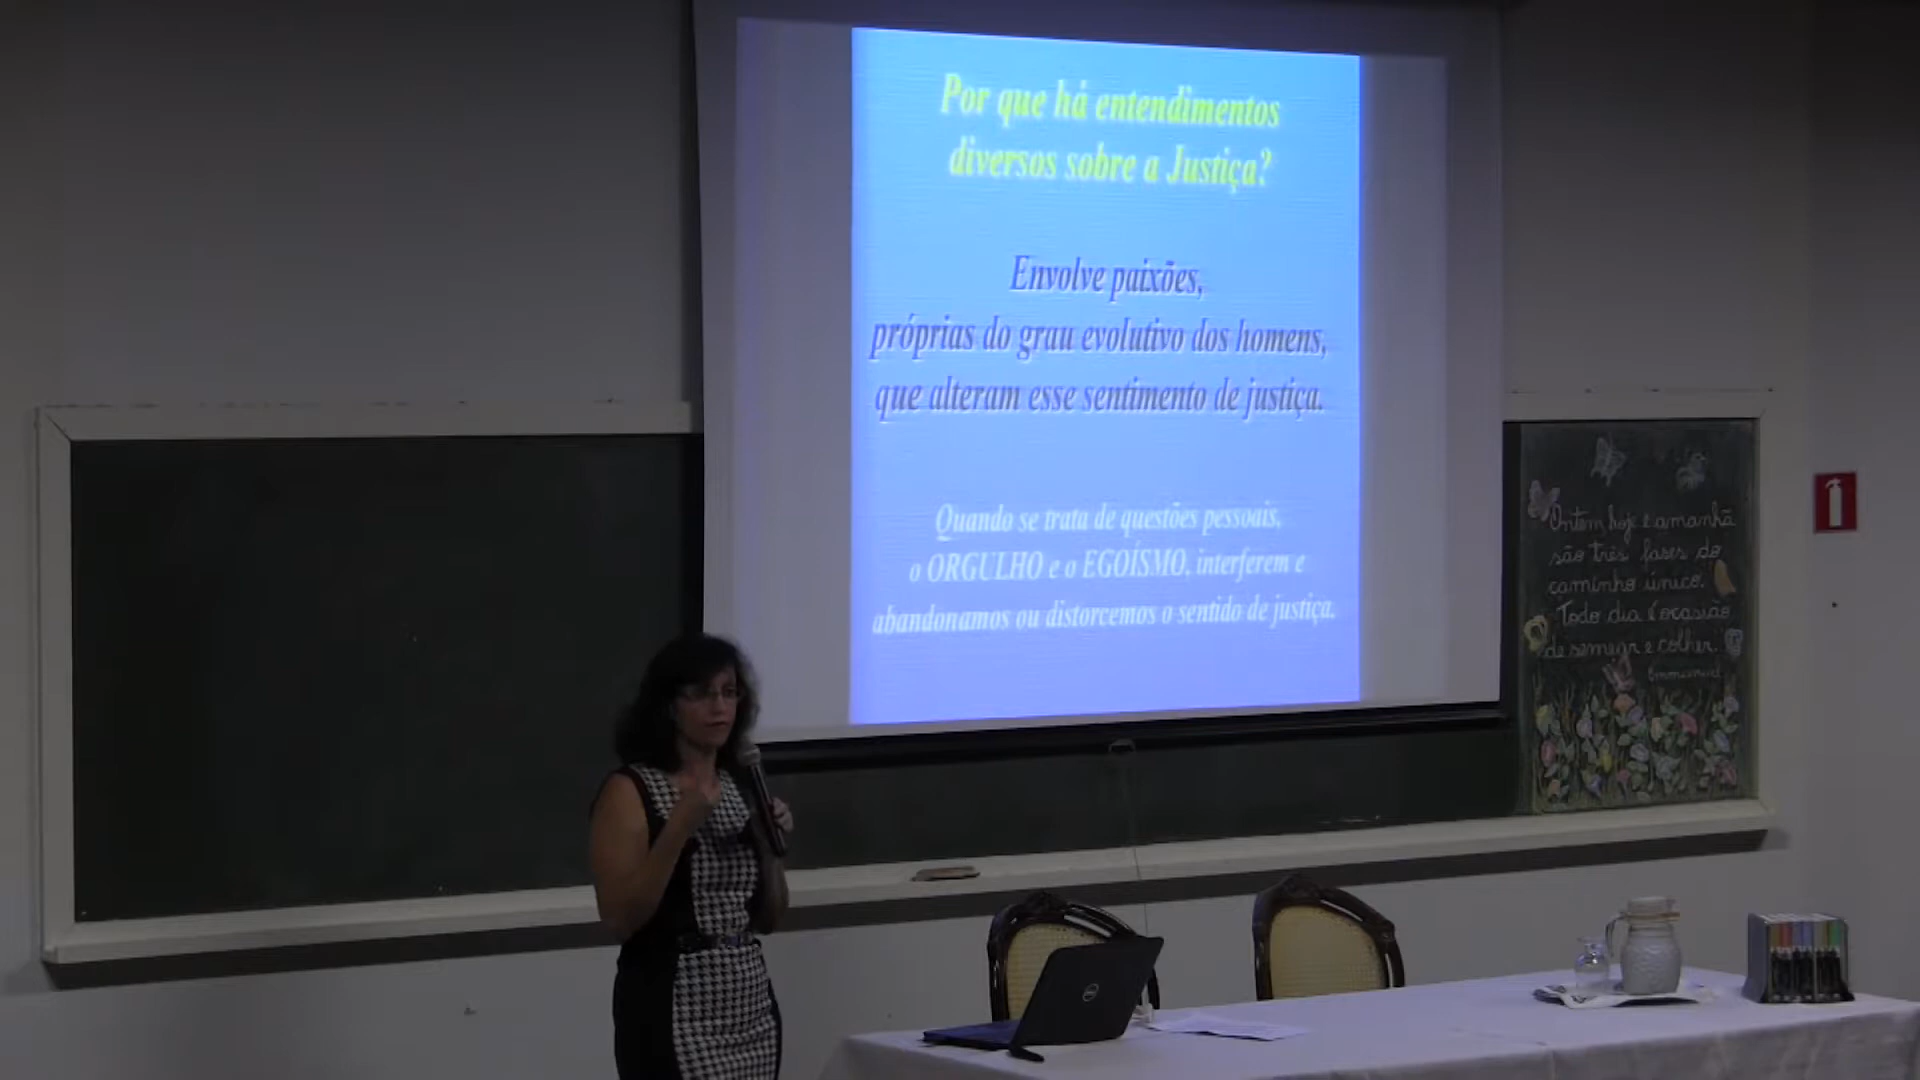 Por que há entendimentos
diversos sobre a Justiça?
Envolve paixões,
próprias do grau evolutivo dos homens,
que alteram esse sentimento de justiça.
Quando se trata de questões pessoais,
o ORGULHO e o EGOÍSMO, interferem e
abandonamos ou distorcemos o sentido de justiça.
Ontem hoje e amanhã
são três fases do
caminho único.
Todo dia é ocasião
de semear e colher.
Emmanuel
DELL